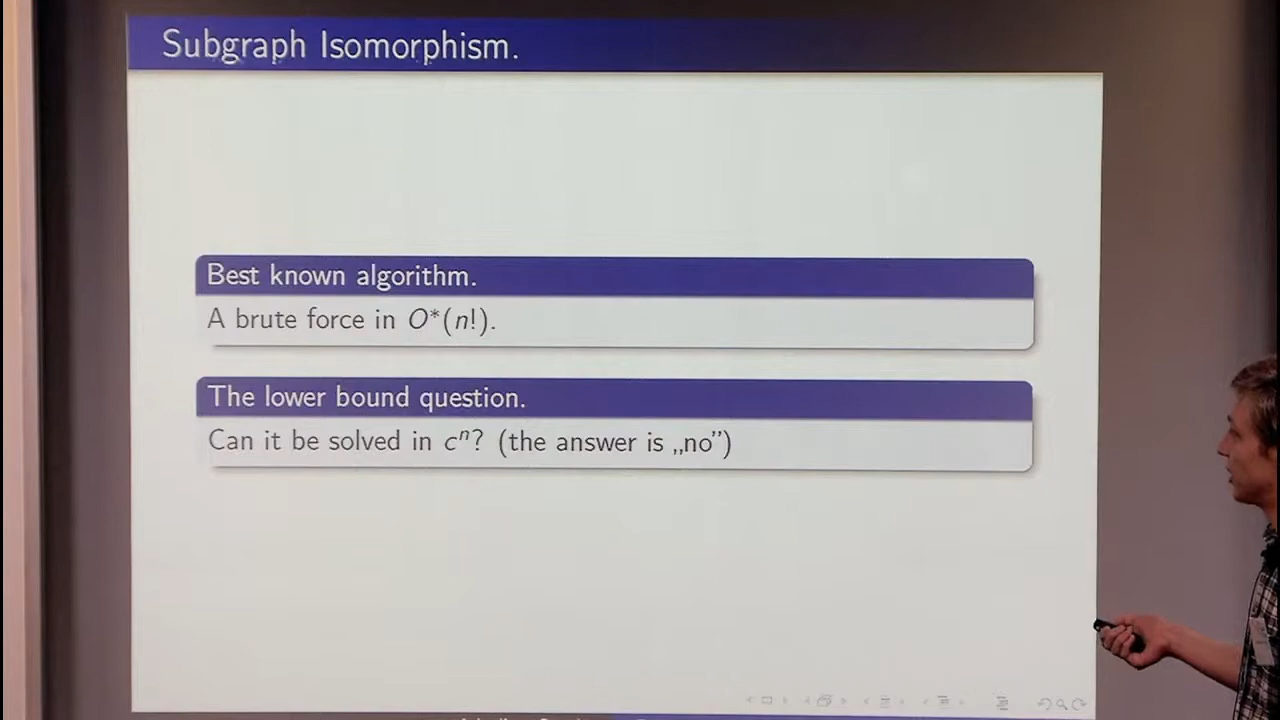 Subgraph Isomorphism.
Best known algorithm.
A brute force in O*(n!).
The lower bound question.
Can it be solved in cⁿ? (the answer is „no”)